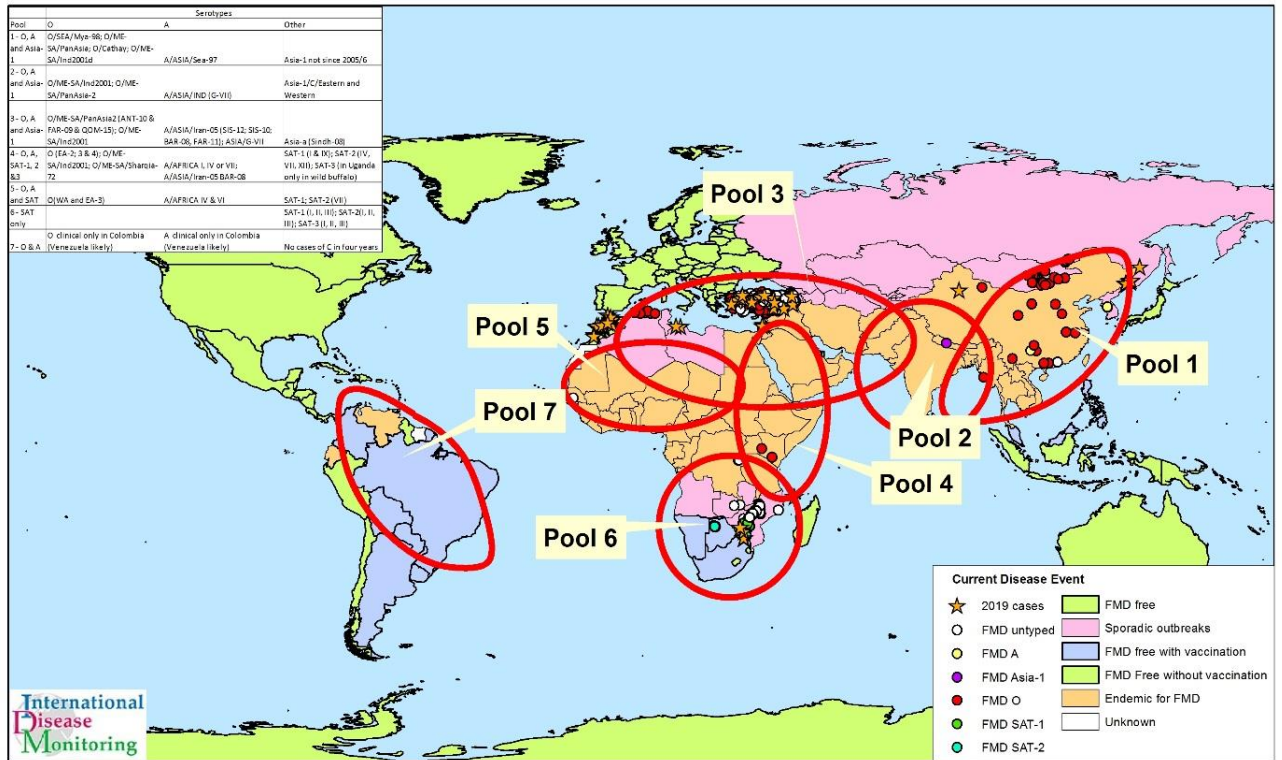 Serotypes
Pool O A Other
1 - O, A and Asia-1 O/SEA/Mya-98; O/ME-SA/PanAsia; O/Cathay; O/ME-SA/Ind2001d A/ASIA/Sea-97 Asia-1 not since 2005/6
2 - O, A and Asia-1 O/ME-SA/Ind2001; O/ME-SA/PanAsia-2 A/ASIA/IND (G-VII) Asia-1/C/Eastern and Western
3 - O, A and Asia-1 O/ME-SA/PanAsia2 (ANT-10 & FAR-09 & QOM-15); O/ME-SA/Ind2001 A/ASIA/Iran-05 (SIS-12; SIS-10; BAR-08, FAR-11); ASIA/G-VII Asia-a (Sindh-08)
4 - O, A, SAT-1, 2 &3 O (EA-2; 3 & 4); O/ME-SA/Ind2001; O/ME-SA/Sharqia-72 A/AFRICA I, IV or VII; A/ASIA/Iran-05 BAR-08 SAT-1 (I & IX); SAT-2 (IV, VII, XII); SAT-3 (in Uganda only in wild buffalo)
5 - O, A and SAT O(WA and EA-3) A/AFRICA IV & VI SAT-1; SAT-2 (VII)
6 - SAT only SAT-1 (I, II, III); SAT-2(I, II, III); SAT-3 (I, II, III)
7 - O & A O clinical only in Colombia (Venezuela likely) A clinical only in Colombia (Venezuela likely) No cases of C in four years
Pool 3
Pool 5
Pool 1
Pool 7
Pool 2
Pool 4
Pool 6
Current Disease Event
2019 cases
FMD untyped
FMD A
FMD Asia-1
FMD O
FMD SAT-1
FMD SAT-2
FMD free
Sporadic outbreaks
FMD free with vaccination
FMD Free without vaccination
Endemic for FMD
Unknown
International
Disease
Monitoring